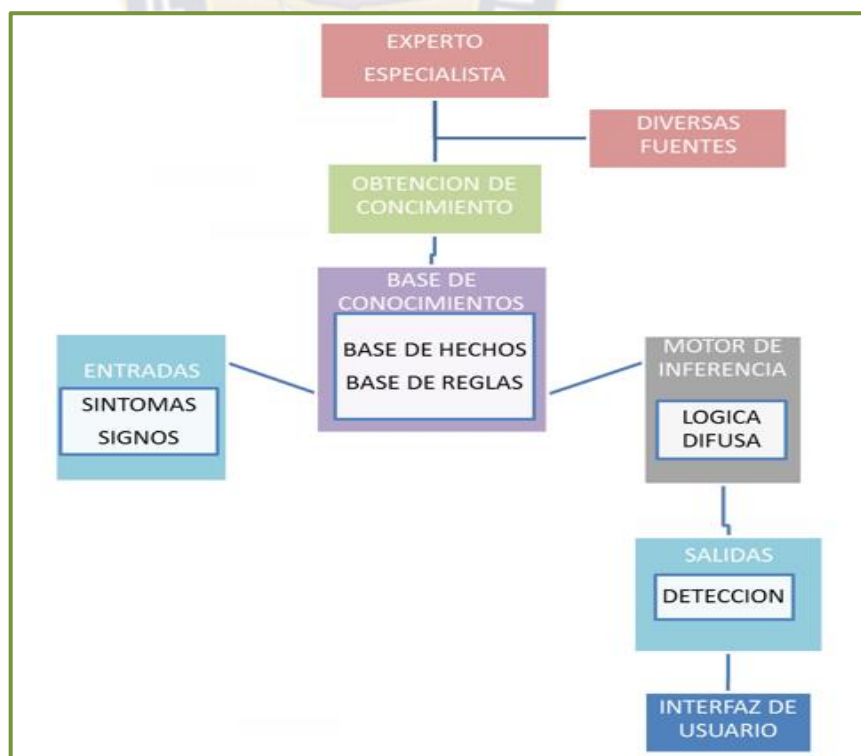 EXPERTO
ESPECIALISTA
DIVERSAS
FUENTES
OBTENCION DE
CONCIMIENTO
BASE DE
CONOCIMIENTOS
BASE DE HECHOS
BASE DE REGLAS
ENTRADAS
SINTOMAS
SIGNOS
MOTOR DE
INFERENCIA
LOGICA
DIFUSA
SALIDAS
DETECCION
INTERFAZ DE
USUARIO